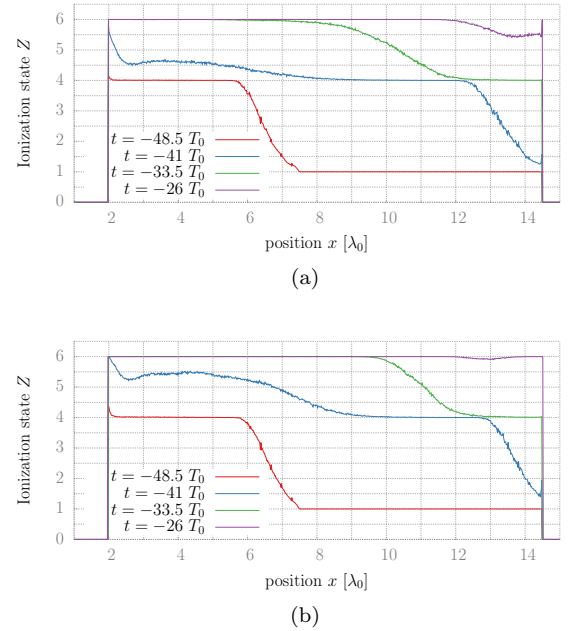 Ionization state Z
6
5
4
3
2
1
0
t = −48.5 T₀
t = −41 T₀
t = −33.5 T₀
t = −26 T₀
2 4 6 8 10 12 14
position x [λ₀]
(a)
Ionization state Z
6
5
4
3
2
1
0
t = −48.5 T₀
t = −41 T₀
t = −33.5 T₀
t = −26 T₀
2 4 6 8 10 12 14
position x [λ₀]
(b)